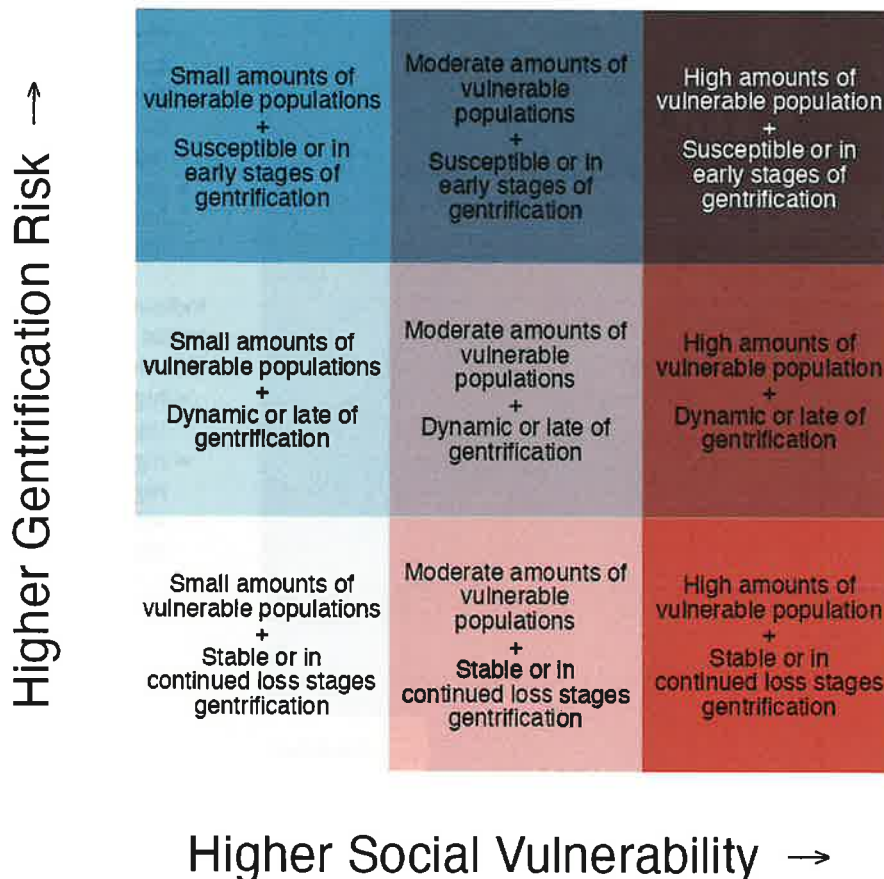 Higher Gentrification Risk →
Small amounts of
vulnerable populations
+
Susceptible or in
early stages of
gentrification
Moderate amounts of
vulnerable
populations
+
Susceptible or in
early stages of
gentrification
High amounts of
vulnerable population
+
Susceptible or in
early stages of
gentrification
Small amounts of
vulnerable populations
+
Dynamic or late of
gentrification
Moderate amounts of
vulnerable
populations
+
Dynamic or late of
gentrification
High amounts of
vulnerable population
+
Dynamic or late of
gentrification
Small amounts of
vulnerable populations
+
Stable or in
continued loss stages
gentrification
Moderate amounts of
vulnerable
populations
+
Stable or in
continued loss stages
gentrification
High amounts of
vulnerable population
+
Stable or in
continued loss stages
gentrification
Higher Social Vulnerability →